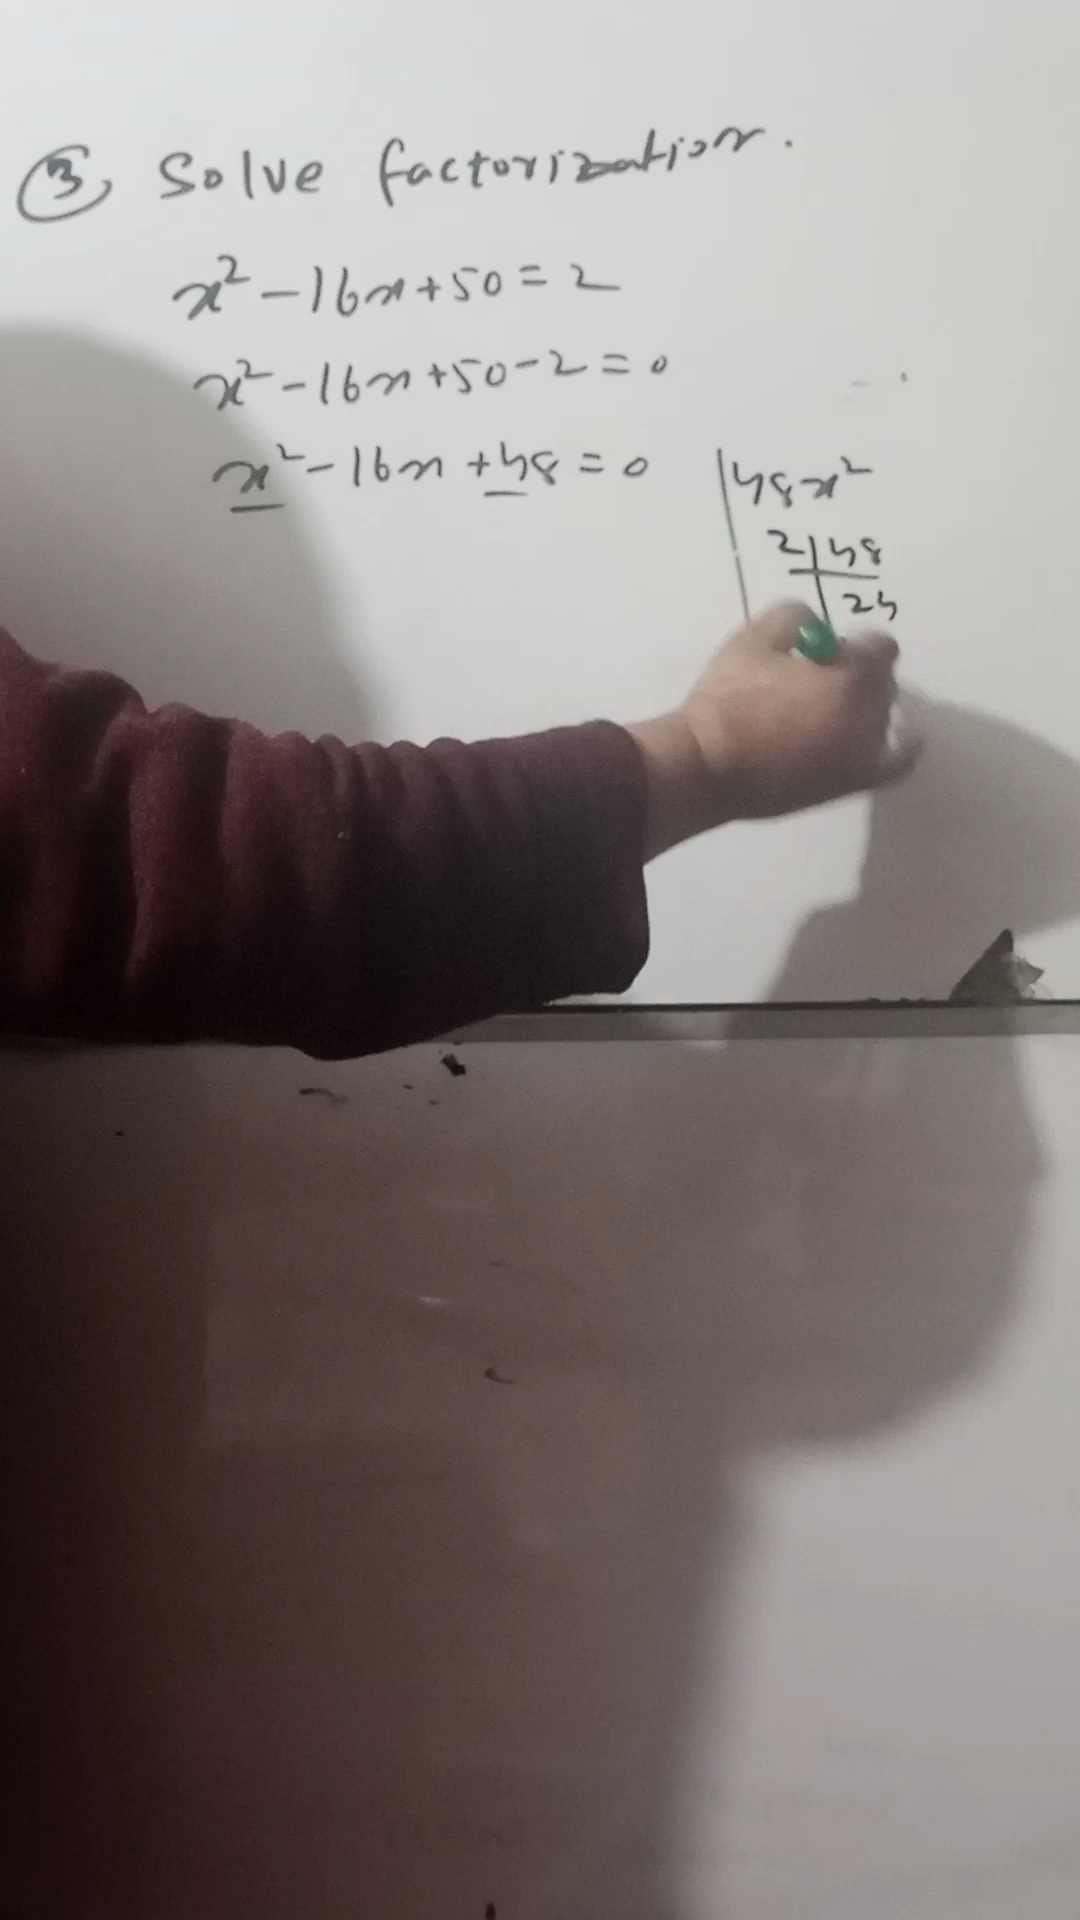 3 Solve factorization.
x² - 16x + 50 = 2
x² - 16x + 50 - 2 = 0
x² - 16x + 48 = 0
48x²
2 | 48
24